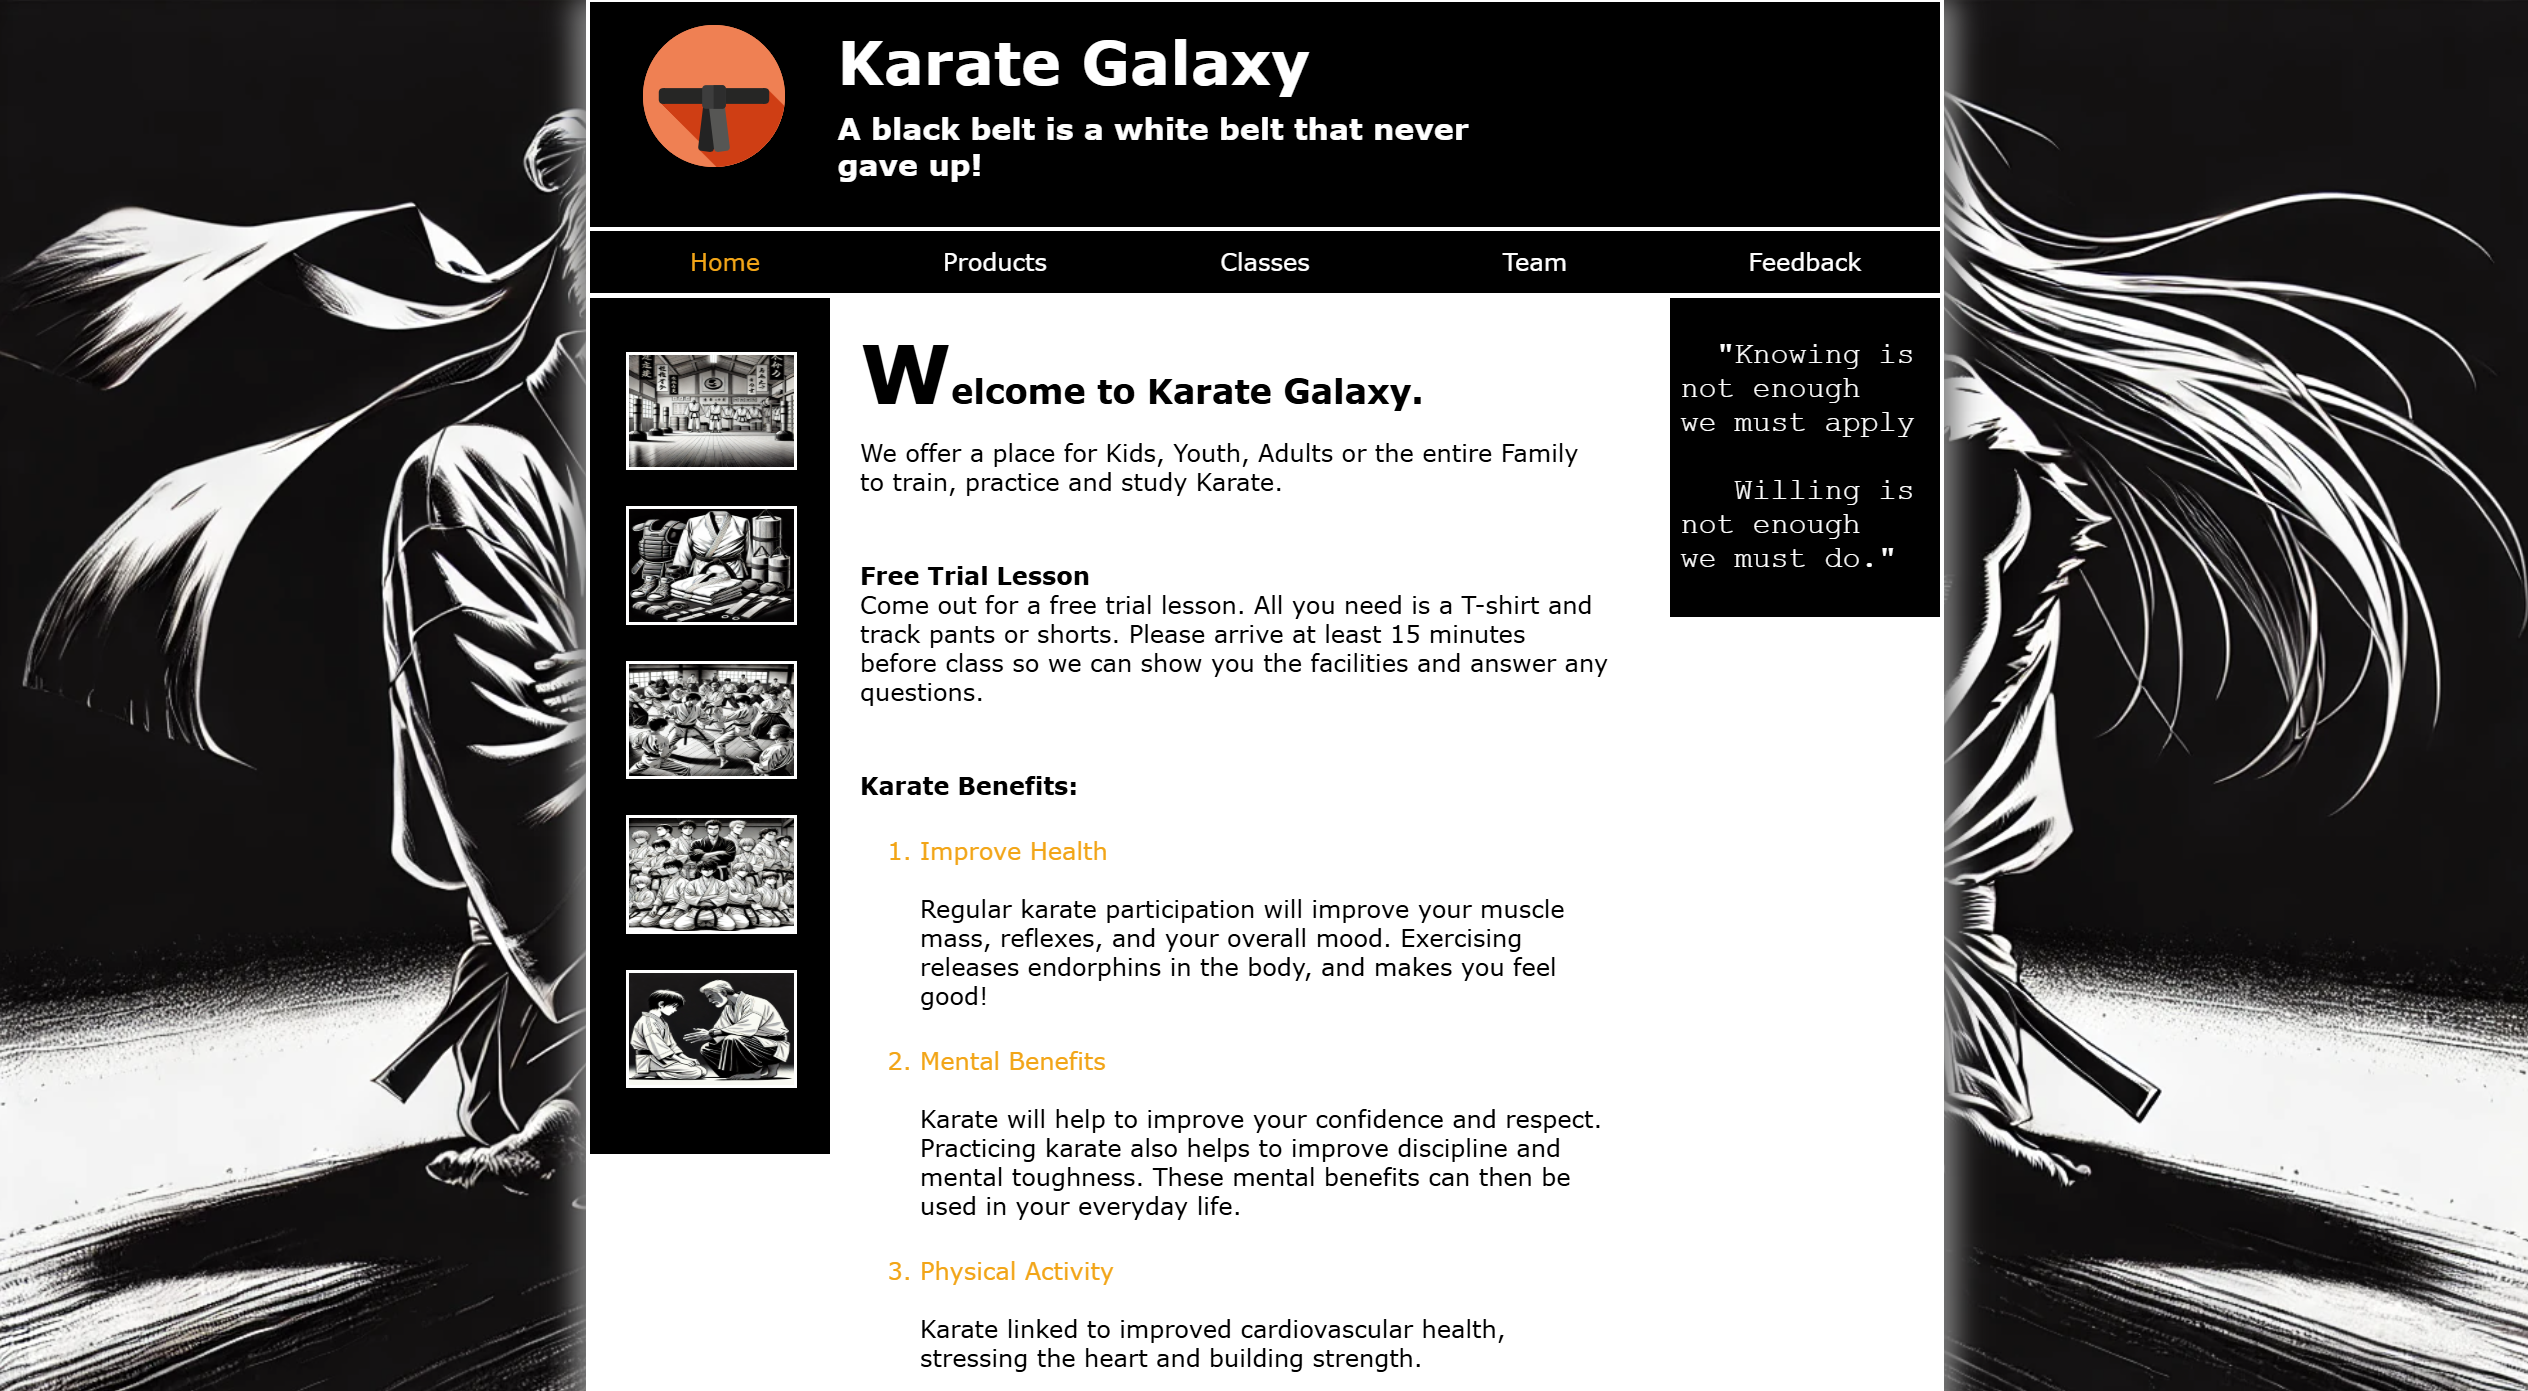 Karate Galaxy
A black belt is a white belt that never
gave up!
Home
Products
Classes
Team
Feedback
Welcome to Karate Galaxy.
We offer a place for Kids, Youth, Adults or the entire Family
to train, practice and study Karate.
Free Trial Lesson
Come out for a free trial lesson. All you need is a T-shirt and
track pants or shorts. Please arrive at least 15 minutes
before class so we can show you the facilities and answer any
questions.
Karate Benefits:
1. Improve Health
Regular karate participation will improve your muscle
mass, reflexes, and your overall mood. Exercising
releases endorphins in the body, and makes you feel
good!
2. Mental Benefits
Karate will help to improve your confidence and respect.
Practicing karate also helps to improve discipline and
mental toughness. These mental benefits can then be
used in your everyday life.
3. Physical Activity
Karate linked to improved cardiovascular health,
stressing the heart and building strength.
"Knowing is
not enough
we must apply
Willing is
not enough
we must do."